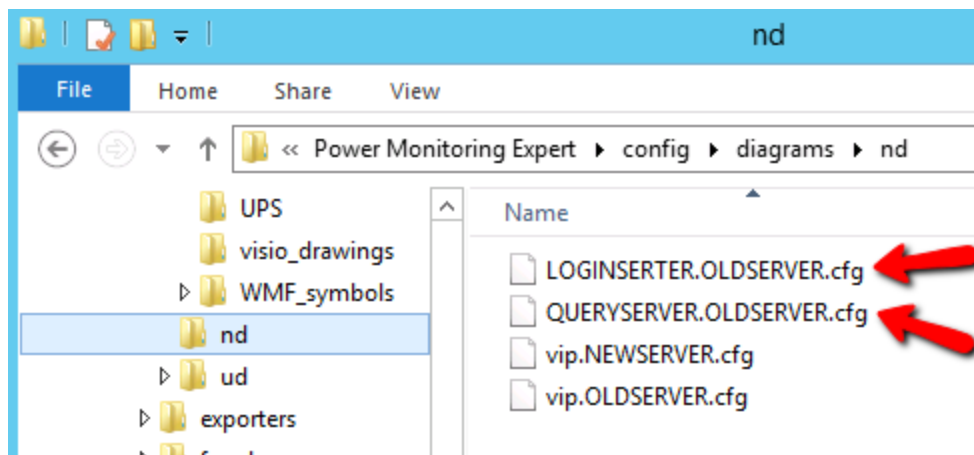 nd
File Home Share View
« Power Monitoring Expert config diagrams nd
UPS
visio_drawings
WMF_symbols
nd
ud
exporters
Name
LOGINSERTER.OLDSERVER.cfg
QUERYSERVER.OLDSERVER.cfg
vip.NEWSERVER.cfg
vip.OLDSERVER.cfg